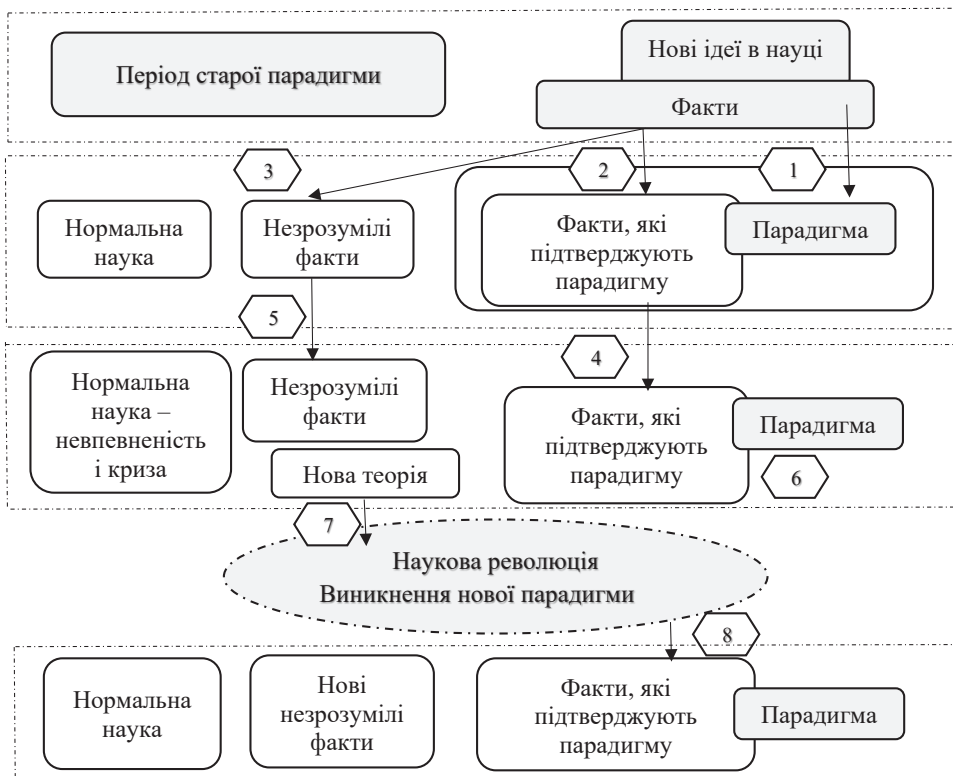 Період старої парадигми
Нові ідеї в науці
Факти
3
2
1
Нормальна
наука
Незрозумілі
факти
Факти, які
підтверджують
парадигму
Парадигма
5
4
Нормальна
наука –
невпевненість
і криза
Незрозумілі
факти
Факти, які
підтверджують
парадигму
Парадигма
6
Нова теорія
7
Наукова революція
Виникнення нової парадигми
8
Нормальна
наука
Нові
незрозумілі
факти
Факти, які
підтверджують
парадигму
Парадигма